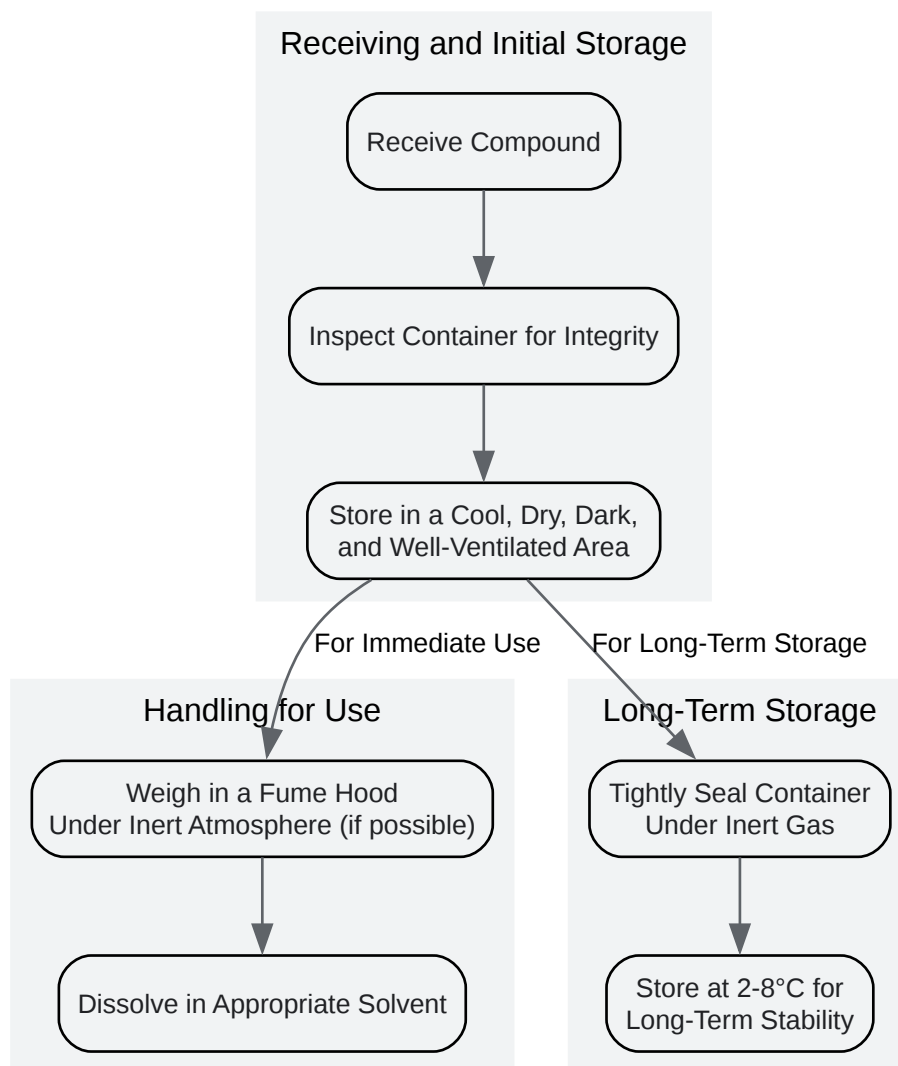 Receiving and Initial Storage
Receive Compound
Inspect Container for Integrity
Store in a Cool, Dry, Dark,
and Well-Ventilated Area
For Immediate Use
For Long-Term Storage
Handling for Use
Weigh in a Fume Hood
Under Inert Atmosphere (if possible)
Dissolve in Appropriate Solvent
Long-Term Storage
Tightly Seal Container
Under Inert Gas
Store at 2-8°C for
Long-Term Stability